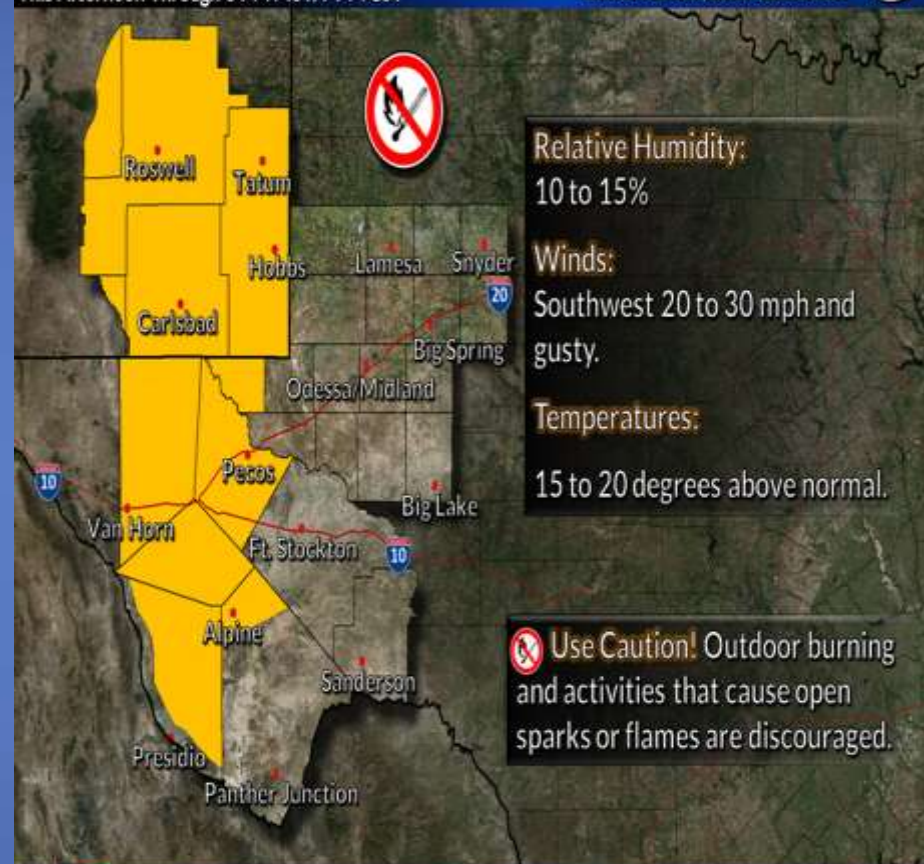 Roswell
Tatum
Hobbs
Lamesa
Snyder
20
Carlsbad
Big Spring
Odessa/Midland
Pecos
10
Big Lake
Van Horn
Ft. Stockton
10
Alpine
Sanderson
Presidio
Panther Junction
Relative Humidity:
10 to 15%
Winds:
Southwest 20 to 30 mph and
gusty.
Temperatures:
15 to 20 degrees above normal.
Use Caution! Outdoor burning
and activities that cause open
sparks or flames are discouraged.